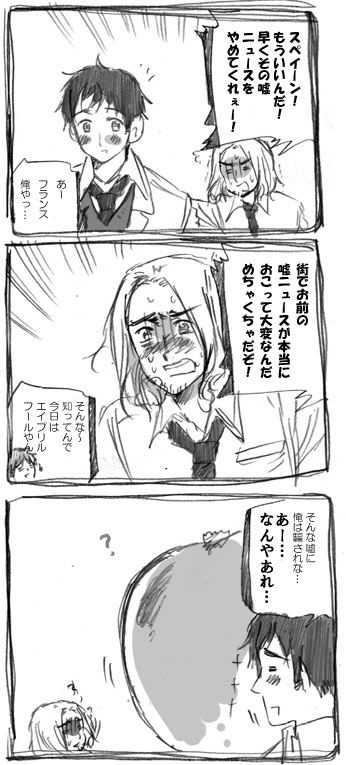 スペイーン！
もういいんだ！
早くその嘘
ニュースを
やめてくれぇー！
あー
フランス
俺やっ…
街でお前の
嘘ニュースが本当に
おこって大変なんだ
めちゃくちゃだぞ！
そんな～
知ってんで
今日は
エイプリル
フールやん
そんな嘘に
俺は騙されな…
あー…
なんやあれ…
？